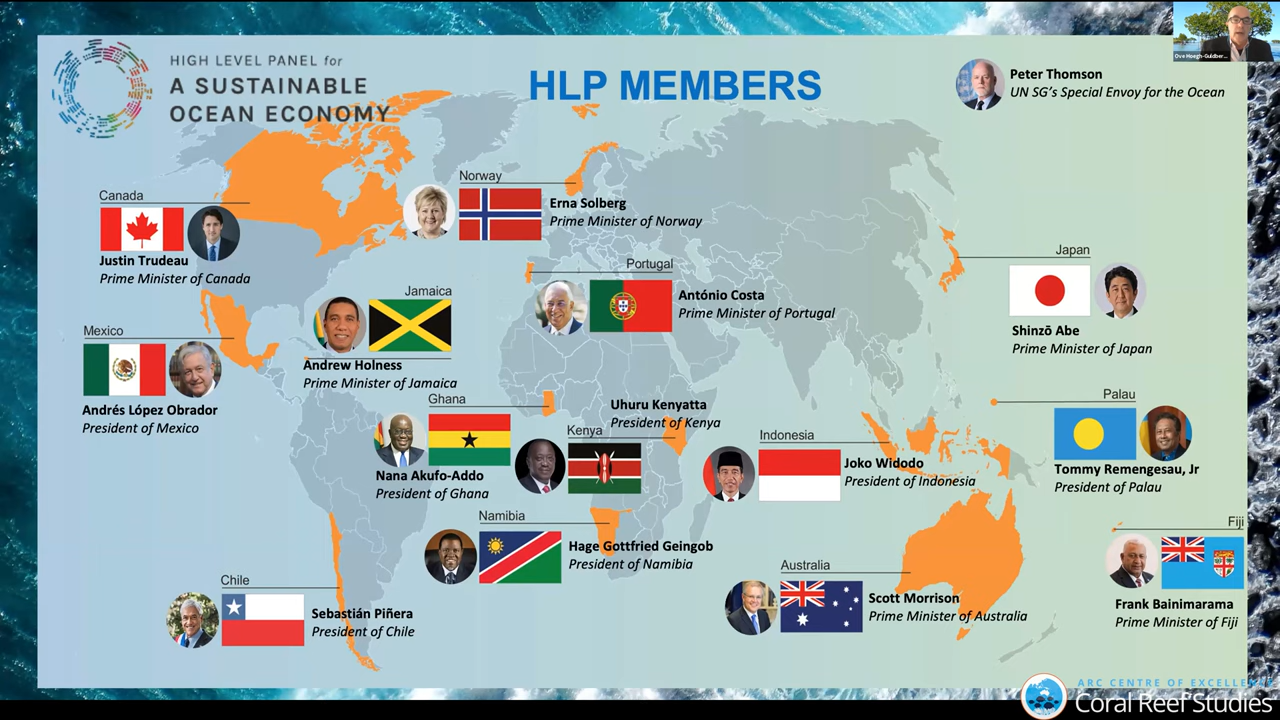 HIGH LEVEL PANEL for
A SUSTAINABLE
OCEAN ECONOMY
HLP MEMBERS
Peter Thomson
UN SG's Special Envoy for the Ocean
Ove Hoegh-Guldber...
Canada
Justin Trudeau
Prime Minister of Canada
Norway
Erna Solberg
Prime Minister of Norway
Portugal
António Costa
Prime Minister of Portugal
Japan
Shinzō Abe
Prime Minister of Japan
Jamaica
Andrew Holness
Prime Minister of Jamaica
Mexico
Andrés López Obrador
President of Mexico
Ghana
Nana Akufo-Addo
President of Ghana
Uhuru Kenyatta
President of Kenya
Kenya
Indonesia
Joko Widodo
President of Indonesia
Palau
Tommy Remengesau, Jr
President of Palau
Namibia
Hage Gottfried Geingob
President of Namibia
Fiji
Frank Bainimarama
Prime Minister of Fiji
Chile
Sebastián Piñera
President of Chile
Australia
Scott Morrison
Prime Minister of Australia
ARC CENTRE OF EXCELLENCE
Coral Reef Studies